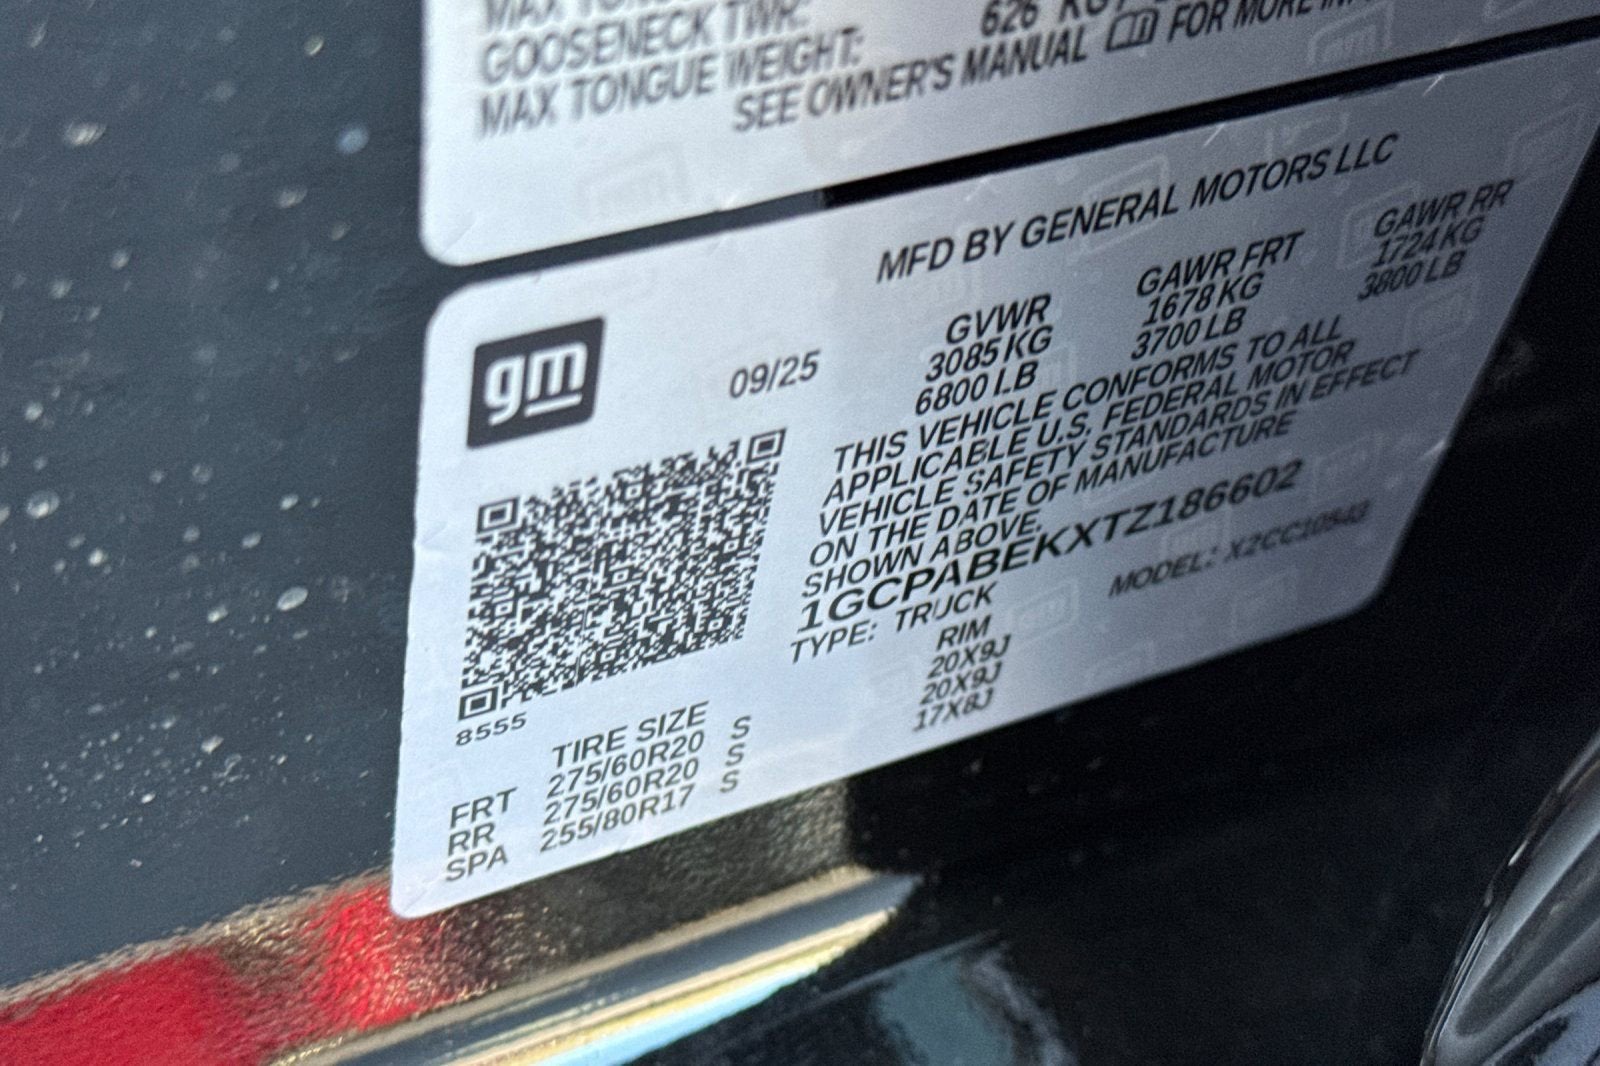 MAX TONGUE
GOOSENECK TWR:
MAX TONGUE WEIGHT: 626 KG
SEE OWNER'S MANUAL FOR MORE
MFD BY GENERAL MOTORS LLC
gm
09/25
GVWR GAWR FRT GAWR RR
3085 KG 1678 KG 1724 KG
6800 LB 3700 LB 3800 LB
THIS VEHICLE CONFORMS TO ALL
APPLICABLE U.S. FEDERAL MOTOR
VEHICLE SAFETY STANDARDS IN EFFECT
ON THE DATE OF MANUFACTURE
SHOWN ABOVE.
1GCPABEKXTZ186602
TYPE: TRUCK MODEL: X2CC10543
8555
TIRE SIZE RIM
FRT 275/60R20 S 20X9J
RR 275/60R20 S 20X9J
SPA 255/80R17 S 17X8J